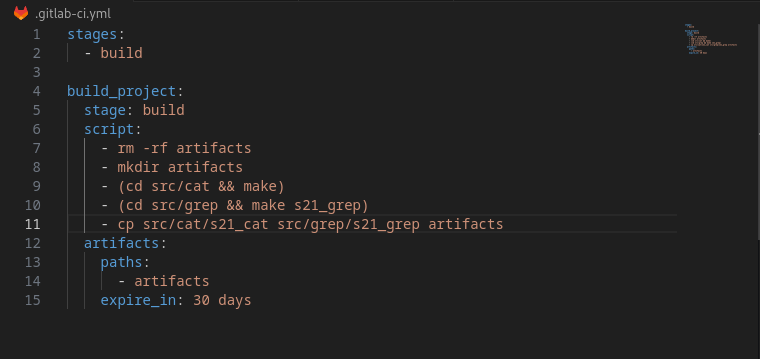 .gitlab-ci.yml
1 stages:
2   - build
3
4 build_project:
5   stage: build
6   script:
7     - rm -rf artifacts
8     - mkdir artifacts
9     - (cd src/cat && make)
10     - (cd src/grep && make s21_grep)
11     - cp src/cat/s21_cat src/grep/s21_grep artifacts
12   artifacts:
13     paths:
14       - artifacts
15     expire_in: 30 days